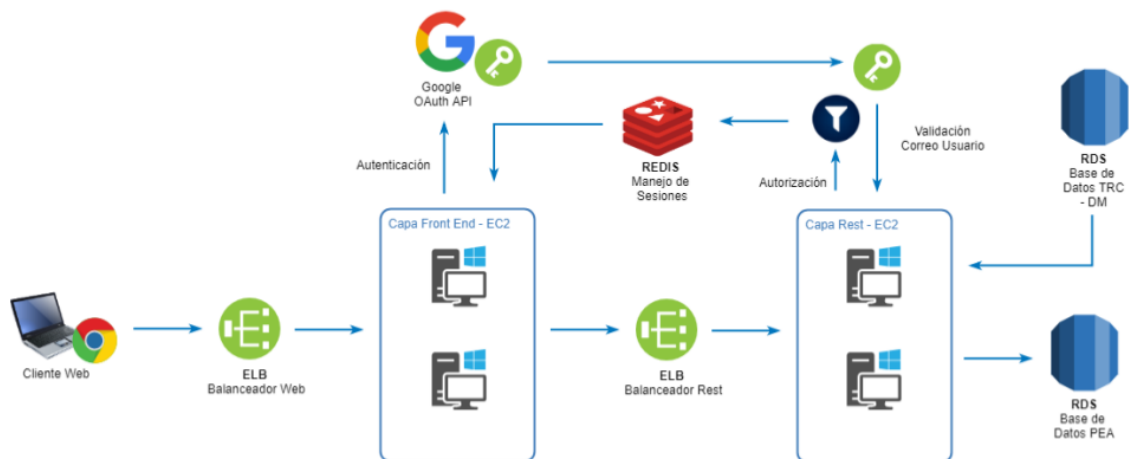 Google
OAuth API
Autenticación
REDIS
Manejo de
Sesiones
Autorización
Validación
Correo Usuario
RDS
Base de
Datos TRC
- DM
Capa Front End - EC2
Capa Rest - EC2
Cliente Web
ELB
Balanceador Web
ELB
Balanceador Rest
RDS
Base de
Datos PEA